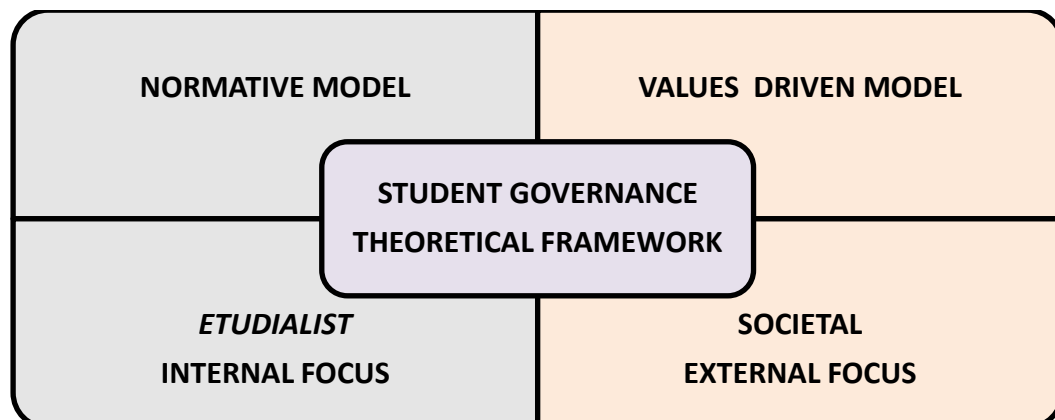 NORMATIVE MODEL
VALUES DRIVEN MODEL
STUDENT GOVERNANCE
THEORETICAL FRAMEWORK
ETUDIALIST
INTERNAL FOCUS
SOCIETAL
EXTERNAL FOCUS